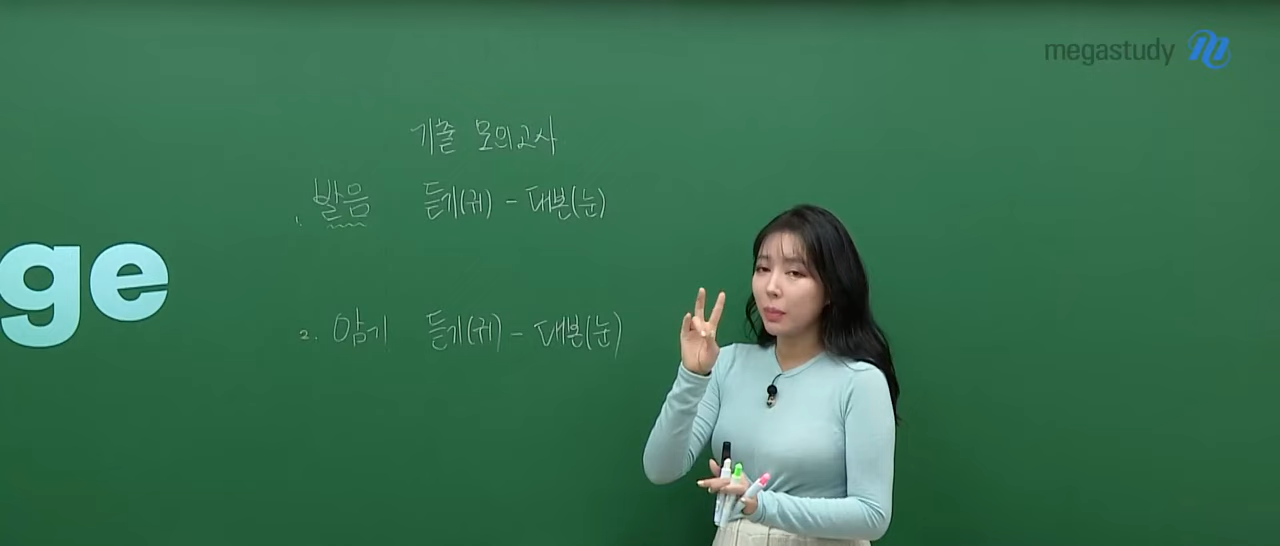 megastudy
기출 모의고사
1. 발음 듣기(귀) - 대본(눈)
ge
2. 암기 듣기(귀) - 대본(눈)